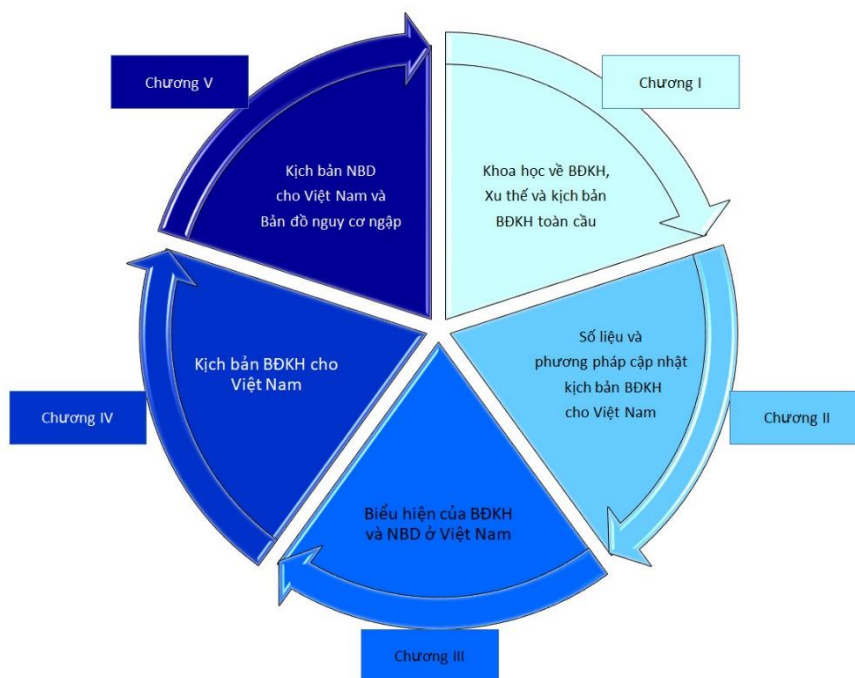 Chương I
Khoa học về BĐKH,
Xu thế và kịch bản
BĐKH toàn cầu
Chương II
Số liệu và
phương pháp cập nhật
kịch bản BĐKH
cho Việt Nam
Chương III
Biểu hiện của BĐKH
và NBD ở Việt Nam
Chương IV
Kịch bản BĐKH cho
Việt Nam
Chương V
Kịch bản NBD
cho Việt Nam và
Bản đồ nguy cơ ngập